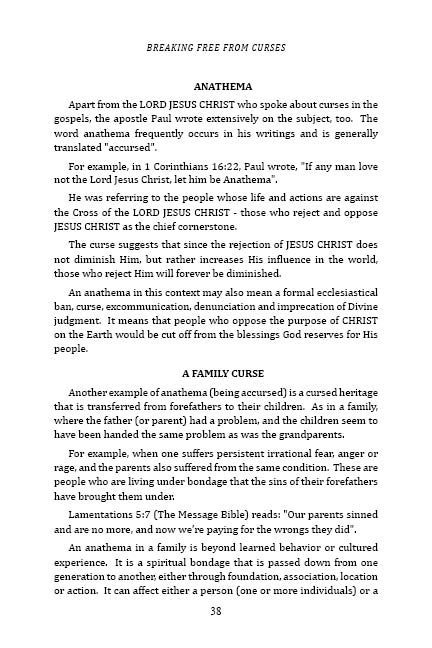 BREAKING FREE FROM CURSES
ANATHEMA
Apart from the LORD JESUS CHRIST who spoke about curses in the
gospels, the apostle Paul wrote extensively on the subject, too. The
word anathema frequently occurs in his writings and is generally
translated "accursed".
For example, in 1 Corinthians 16:22, Paul wrote, "If any man love
not the Lord Jesus Christ, let him be Anathema".
He was referring to the people whose life and actions are against
the Cross of the LORD JESUS CHRIST - those who reject and oppose
JESUS CHRIST as the chief cornerstone.
The curse suggests that since the rejection of JESUS CHRIST does
not diminish Him, but rather increases His influence in the world,
those who reject Him will forever be diminished.
An anathema in this context may also mean a formal ecclesiastical
ban, curse, excommunication, denunciation and imprecation of Divine
judgment. It means that people who oppose the purpose of CHRIST
on the Earth would be cut off from the blessings God reserves for His
people.
A FAMILY CURSE
Another example of anathema (being accursed) is a cursed heritage
that is transferred from forefathers to their children. As in a family,
where the father (or parent) had a problem, and the children seem to
have been handed the same problem as was the grandparents.
For example, when one suffers persistent irrational fear, anger or
rage, and the parents also suffered from the same condition. These are
people who are living under bondage that the sins of their forefathers
have brought them under.
Lamentations 5:7 (The Message Bible) reads: "Our parents sinned
and are no more, and now we're paying for the wrongs they did".
An anathema in a family is beyond learned behavior or cultured
experience. It is a spiritual bondage that is passed down from one
generation to another, either through foundation, association, location
or action. It can affect either a person (one or more individuals) or a
38